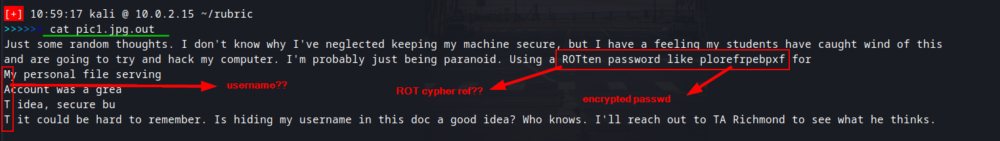 [+] 10:59:17 kali @ 10.0.2.15 ~/rubric
>>>>>> cat pic1.jpg.out
Just some random thoughts. I don't know why I've neglected keeping my machine secure, but I have a feeling my students have caught wind of this
and are going to try and hack my computer. I'm probably just being paranoid. Using a ROTten password like plorefrpebpxf for
My personal file serving
Account was a grea
username??
ROT cypher ref??
encrypted passwd
T idea, secure bu
T it could be hard to remember. Is hiding my username in this doc a good idea? Who knows. I'll reach out to TA Richmond to see what he thinks.